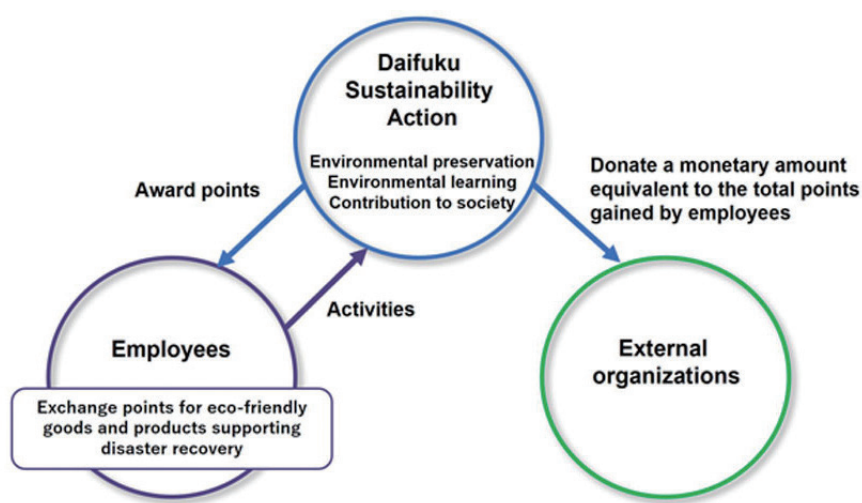 Daifuku
Sustainability
Action
Environmental preservation
Environmental learning
Contribution to society
Award points
Donate a monetary amount
equivalent to the total points
gained by employees
Activities
Employees
Exchange points for eco-friendly
goods and products supporting
disaster recovery
External
organizations